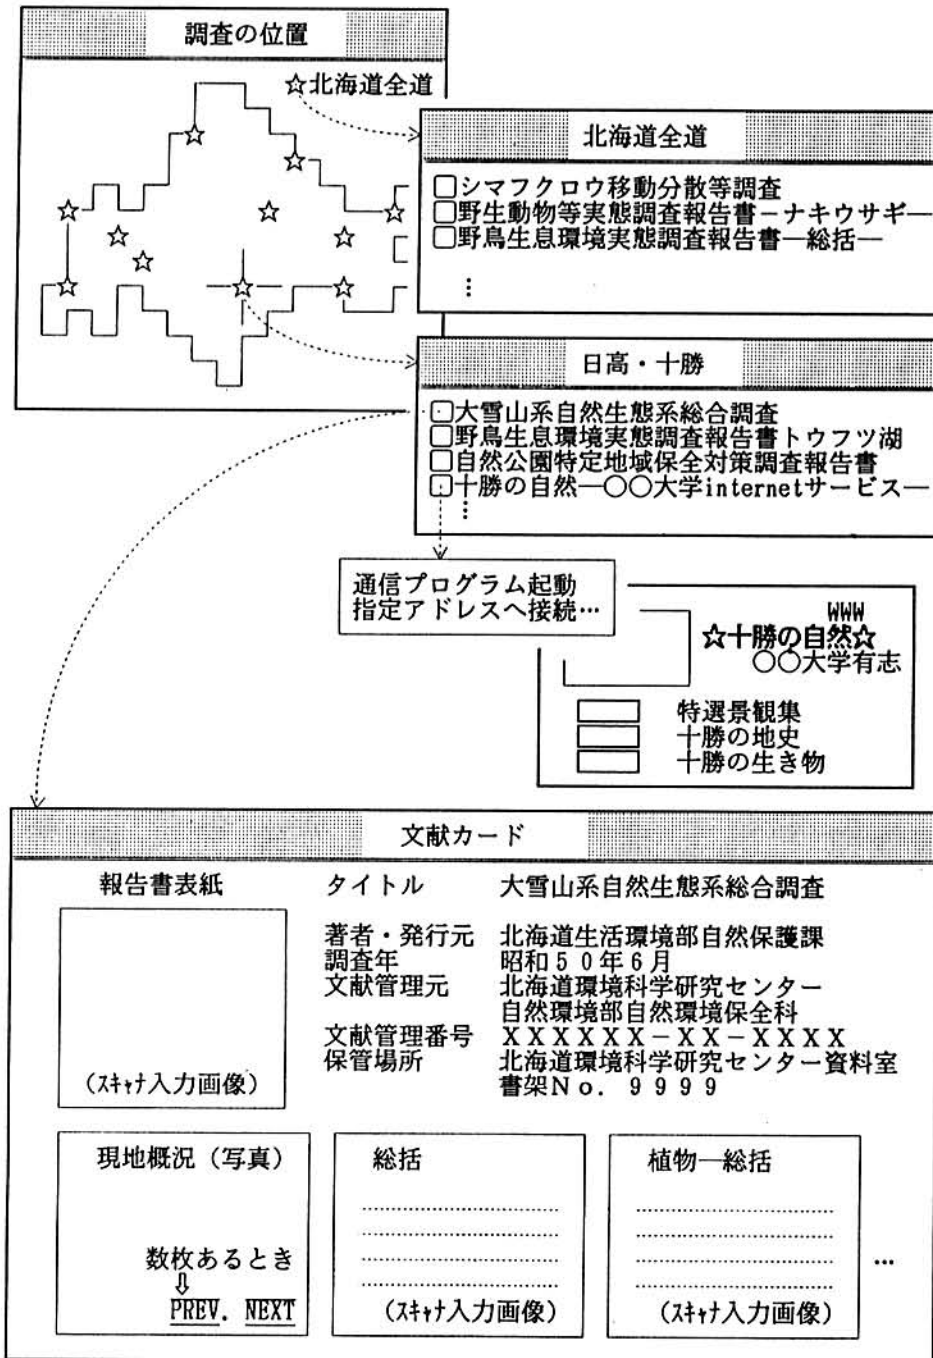 調査の位置
☆北海道全道
北海道全道
□シマフクロウ移動分散等調査
□野生動物等実態調査報告書－ナキウサギ―
□野鳥生息環境実態調査報告書―総括―
⋮
日高・十勝
□大雪山系自然生態系総合調査
□野鳥生息環境実態調査報告書トウフツ湖
□自然公園特定地域保全対策調査報告書
□十勝の自然―○○大学internetサービス―
⋮
通信プログラム起動
指定アドレスへ接続…
WWW
☆十勝の自然☆
○○大学有志
特選景観集
十勝の地史
十勝の生き物
文献カード
報告書表紙
(ｽｷｬﾅ入力画像)
タイトル 大雪山系自然生態系総合調査
著者・発行元 北海道生活環境部自然保護課
調査年 昭和５０年６月
文献管理元 北海道環境科学研究センター
自然環境部自然環境保全科
文献管理番号 ＸＸＸＸＸＸ－ＸＸ－ＸＸＸＸ
保管場所 北海道環境科学研究センター資料室
書架Ｎｏ．９９９９
現地概況（写真）
数枚あるとき
⇩
PREV. NEXT
総括
(ｽｷｬﾅ入力画像)
植物―総括
(ｽｷｬﾅ入力画像)
…